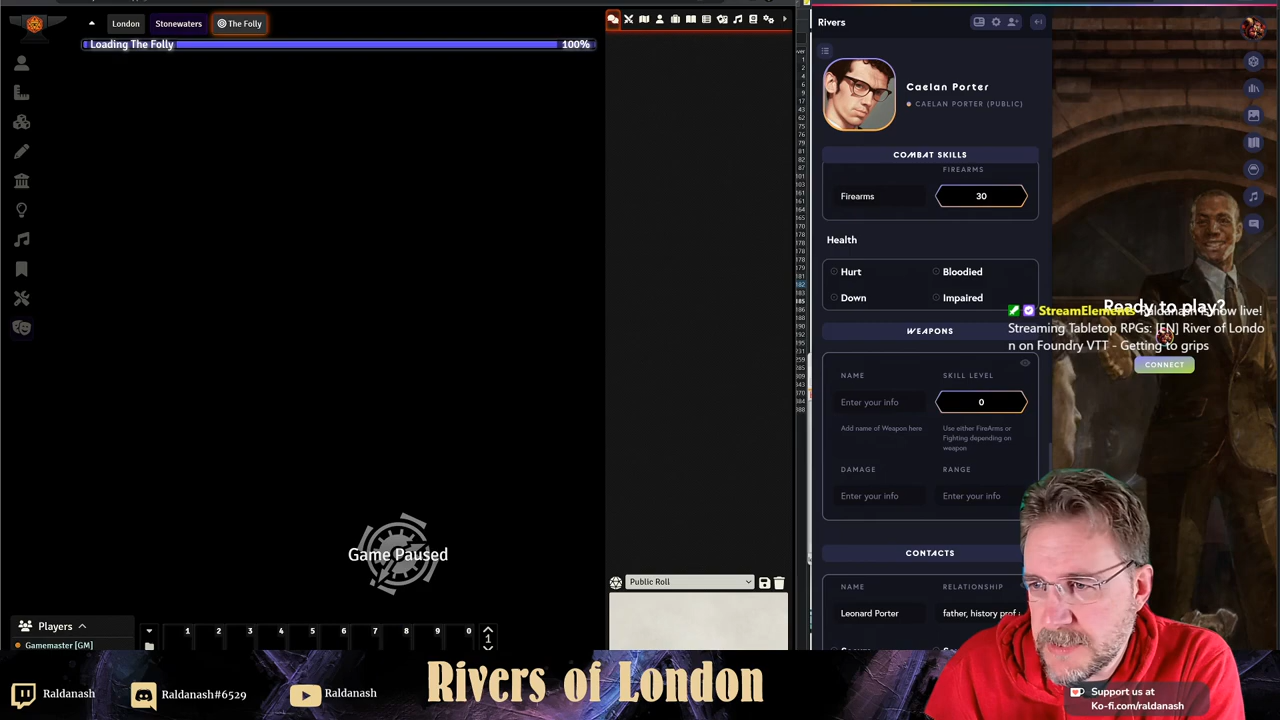 London
Stonewaters
The Folly
Loading The Folly
100%
Game Paused
Players
Gamemaster [GM]
1 2 3 4 5 6 7 8 9 0
1
Public Roll
Rivers
Caelan Porter
CAELAN PORTER (PUBLIC)
COMBAT SKILLS
FIREARMS
Firearms
30
Health
Hurt
Bloodied
Down
Impaired
WEAPONS
NAME
SKILL LEVEL
Enter your info
0
Add name of Weapon here
Use either FireArms or
Fighting depending on
weapon
DAMAGE
RANGE
Enter your info
Enter your info
CONTACTS
NAME
RELATIONSHIP
Leonard Porter
father, history prof
Ready to play?
StreamElements Raldanash is now live!
Streaming Tabletop RPGs: [EN] River of Londo
n on Foundry VTT - Getting to grips
CONNECT
Raldanash
Raldanash#6529
Raldanash
Rivers of London
Support us at
Ko-fi.com/raldanash